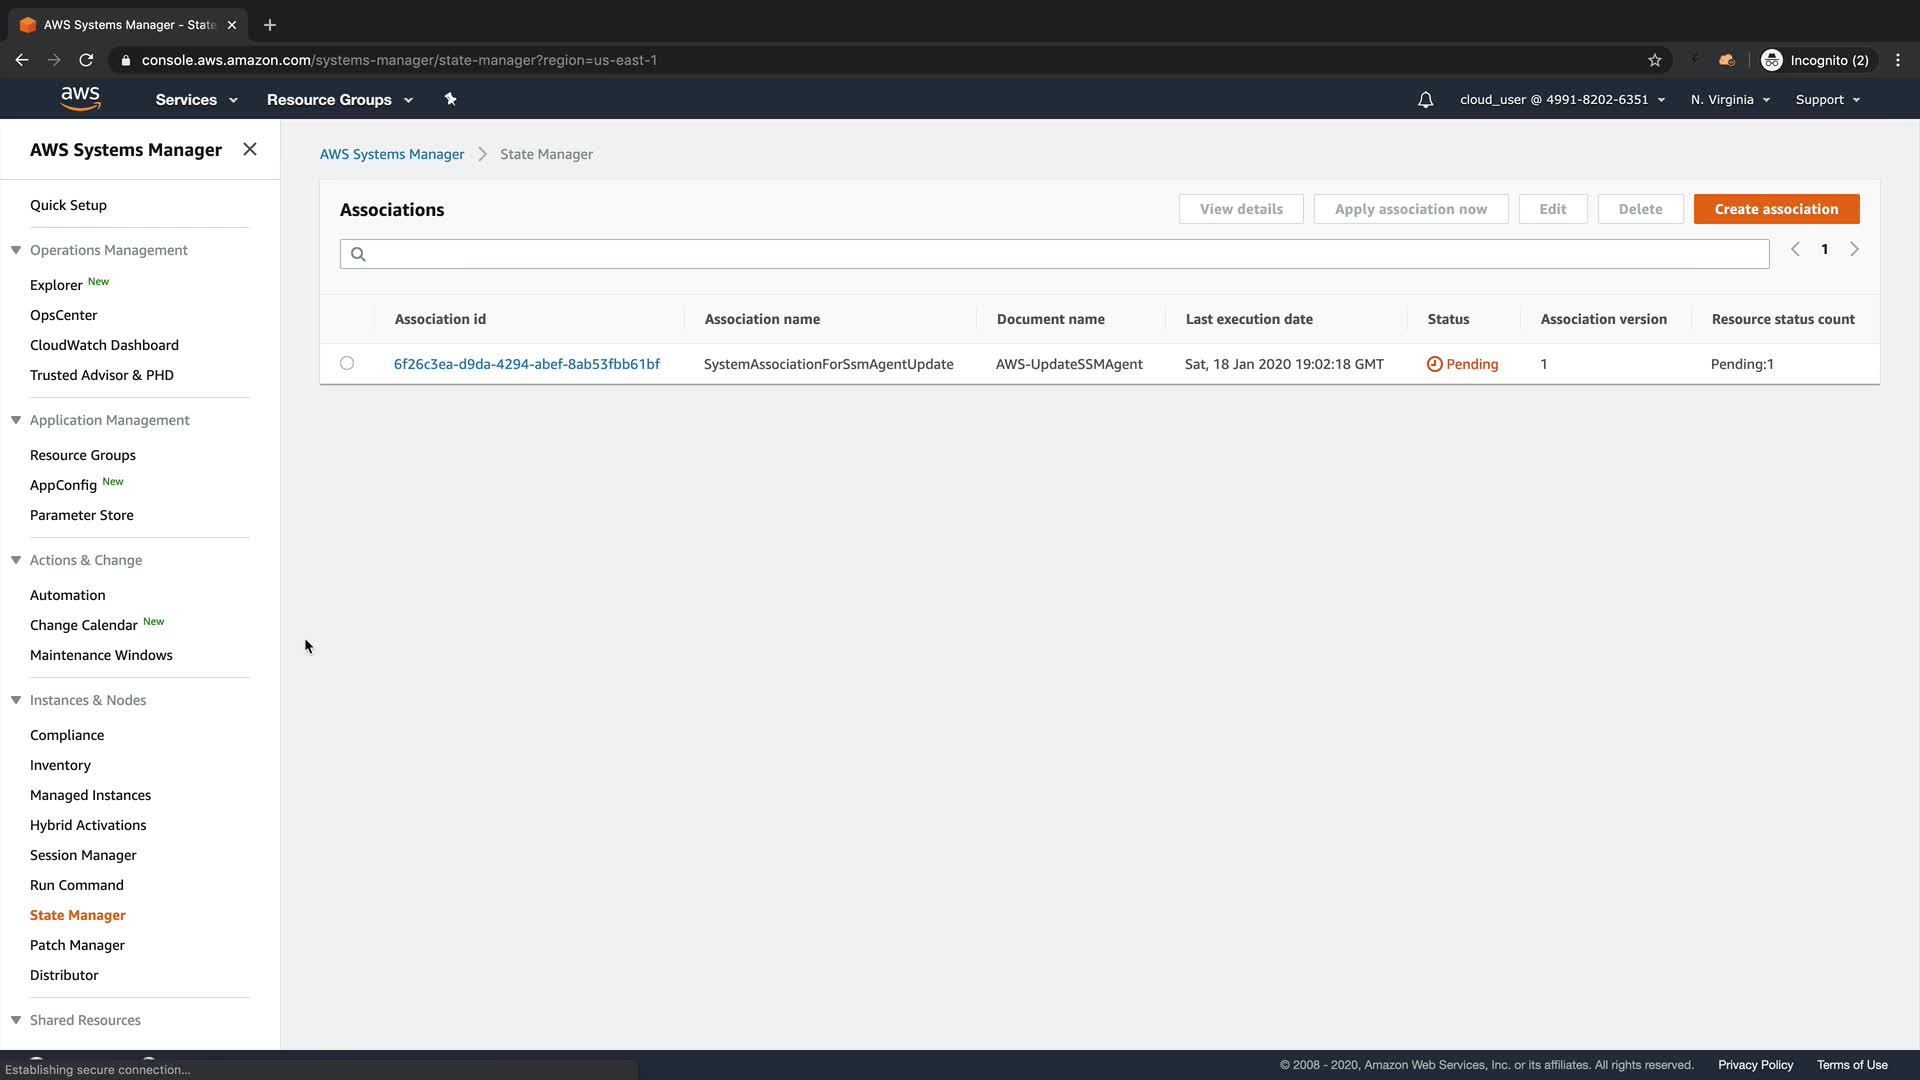 AWS Systems Manager - State
console.aws.amazon.com/systems-manager/state-manager?region=us-east-1
Incognito (2)
aws
Services
Resource Groups
cloud_user @ 4991-8202-6351
N. Virginia
Support
AWS Systems Manager
Quick Setup
Operations Management
Explorer New
OpsCenter
CloudWatch Dashboard
Trusted Advisor & PHD
Application Management
Resource Groups
AppConfig New
Parameter Store
Actions & Change
Automation
Change Calendar New
Maintenance Windows
Instances & Nodes
Compliance
Inventory
Managed Instances
Hybrid Activations
Session Manager
Run Command
State Manager
Patch Manager
Distributor
Shared Resources
AWS Systems Manager > State Manager
Associations
View details
Apply association now
Edit
Delete
Create association
1
Association id Association name Document name Last execution date Status Association version Resource status count
6f26c3ea-d9da-4294-abef-8ab53fbb61bf SystemAssociationForSsmAgentUpdate AWS-UpdateSSMAgent Sat, 18 Jan 2020 19:02:18 GMT Pending 1 Pending:1
Establishing secure connection...
© 2008 - 2020, Amazon Web Services, Inc. or its affiliates. All rights reserved.
Privacy Policy
Terms of Use